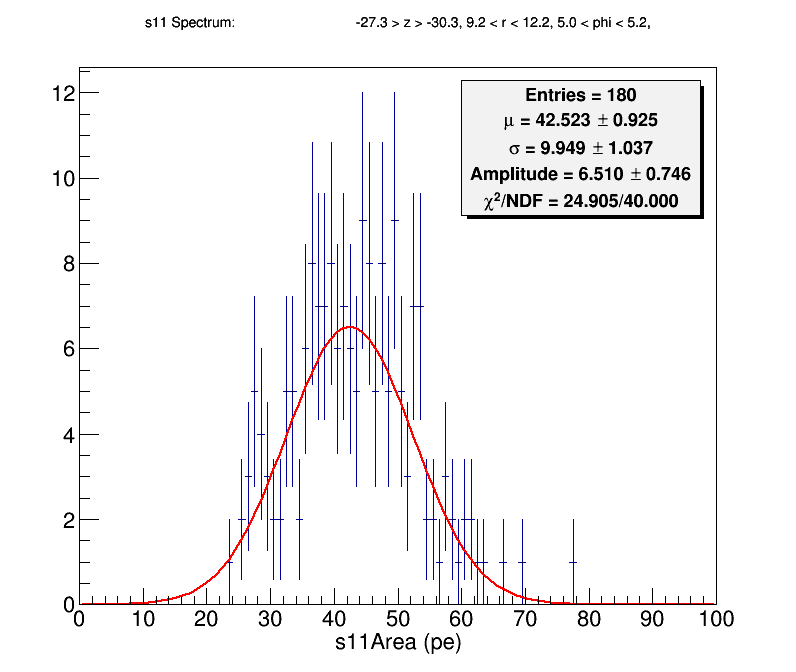 s11 Spectrum: -27.3 > z > -30.3, 9.2 < r < 12.2, 5.0 < phi < 5.2,
Entries = 180
μ = 42.523 ± 0.925
σ = 9.949 ± 1.037
Amplitude = 6.510 ± 0.746
χ²/NDF = 24.905/40.000
12
10
8
6
4
2
0
0 10 20 30 40 50 60 70 80 90 100
s11Area (pe)